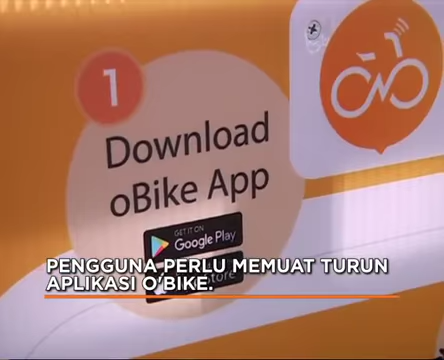 1
Download
oBike App
GET IT ON
Google Play
PENGGUNA PERLU MEMUAT TURUN
APLIKASI O'BIKE.